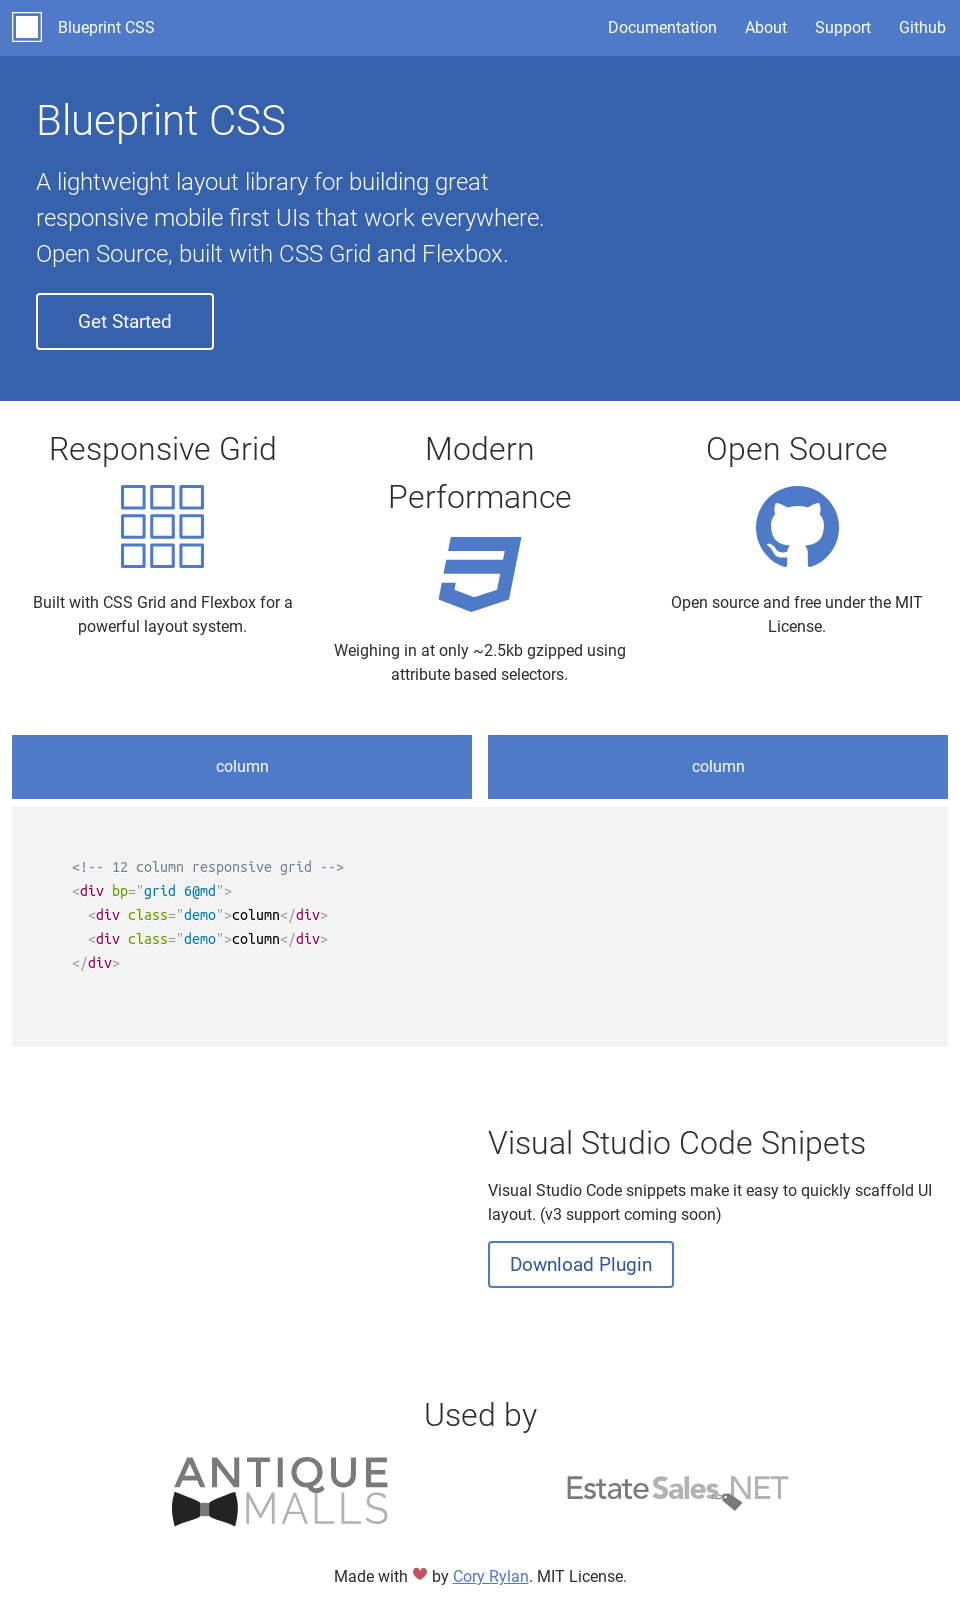 Blueprint CSS
Documentation
About
Support
Github
Blueprint CSS
A lightweight layout library for building great
responsive mobile first UIs that work everywhere.
Open Source, built with CSS Grid and Flexbox.
Get Started
Responsive Grid
Built with CSS Grid and Flexbox for a
powerful layout system.
Modern
Performance
Weighing in at only ~2.5kb gzipped using
attribute based selectors.
Open Source
Open source and free under the MIT
License.
column
column
<!-- 12 column responsive grid -->
<div bp="grid 6@md">
  <div class="demo">column</div>
  <div class="demo">column</div>
</div>
Visual Studio Code Snipets
Visual Studio Code snippets make it easy to quickly scaffold UI
layout. (v3 support coming soon)
Download Plugin
Used by
ANTIQUE
MALLS
EstateSales.NET
Made with ❤ by Cory Rylan. MIT License.